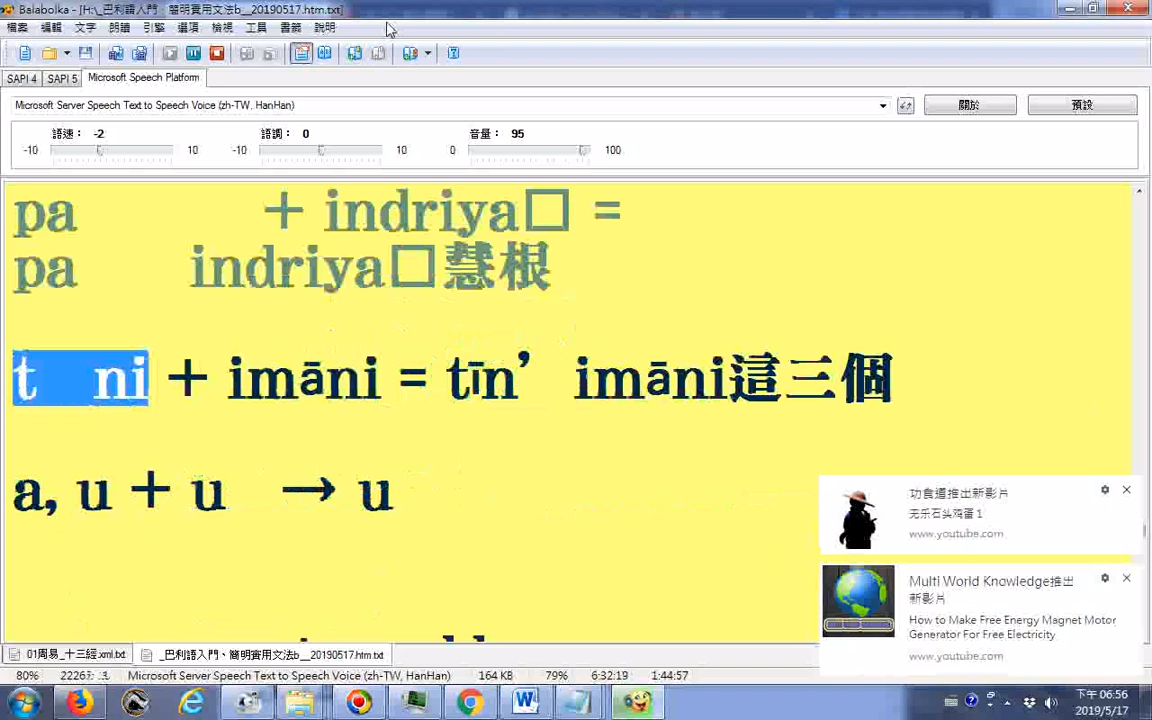 Balabolka - [H:\_巴利語入門、簡明實用文法b__20190517.htm.txt]
檔案 編輯 文字 朗讀 引擎 選項 檢視 工具 書籤 說明
SAPI 4 SAPI 5 Microsoft Speech Platform
Microsoft Server Speech Text to Speech Voice (zh-TW, HanHan) 關於 預設
語速： -2 語調： 0 音量： 95
-10 10 -10 10 0 100
pa + indriya□ =
pa indriya□慧根
t ni + imāni = tīn’ imāni這三個
a, u + u → u
功食遷推出新影片
无乐石头鸡蛋 1
www.youtube.com
Multi World Knowledge推出
新影片
How to Make Free Energy Magnet Motor
Generator For Free Electricity
www.youtube.com
01周易_十三經.xml.txt _巴利語入門、簡明實用文法b__20190517.htm.txt
80% Microsoft Server Speech Text to Speech Voice (zh-TW, HanHan) 164 KB 79% 6:32:19 1:44:57
下午 06:56
2019/5/17